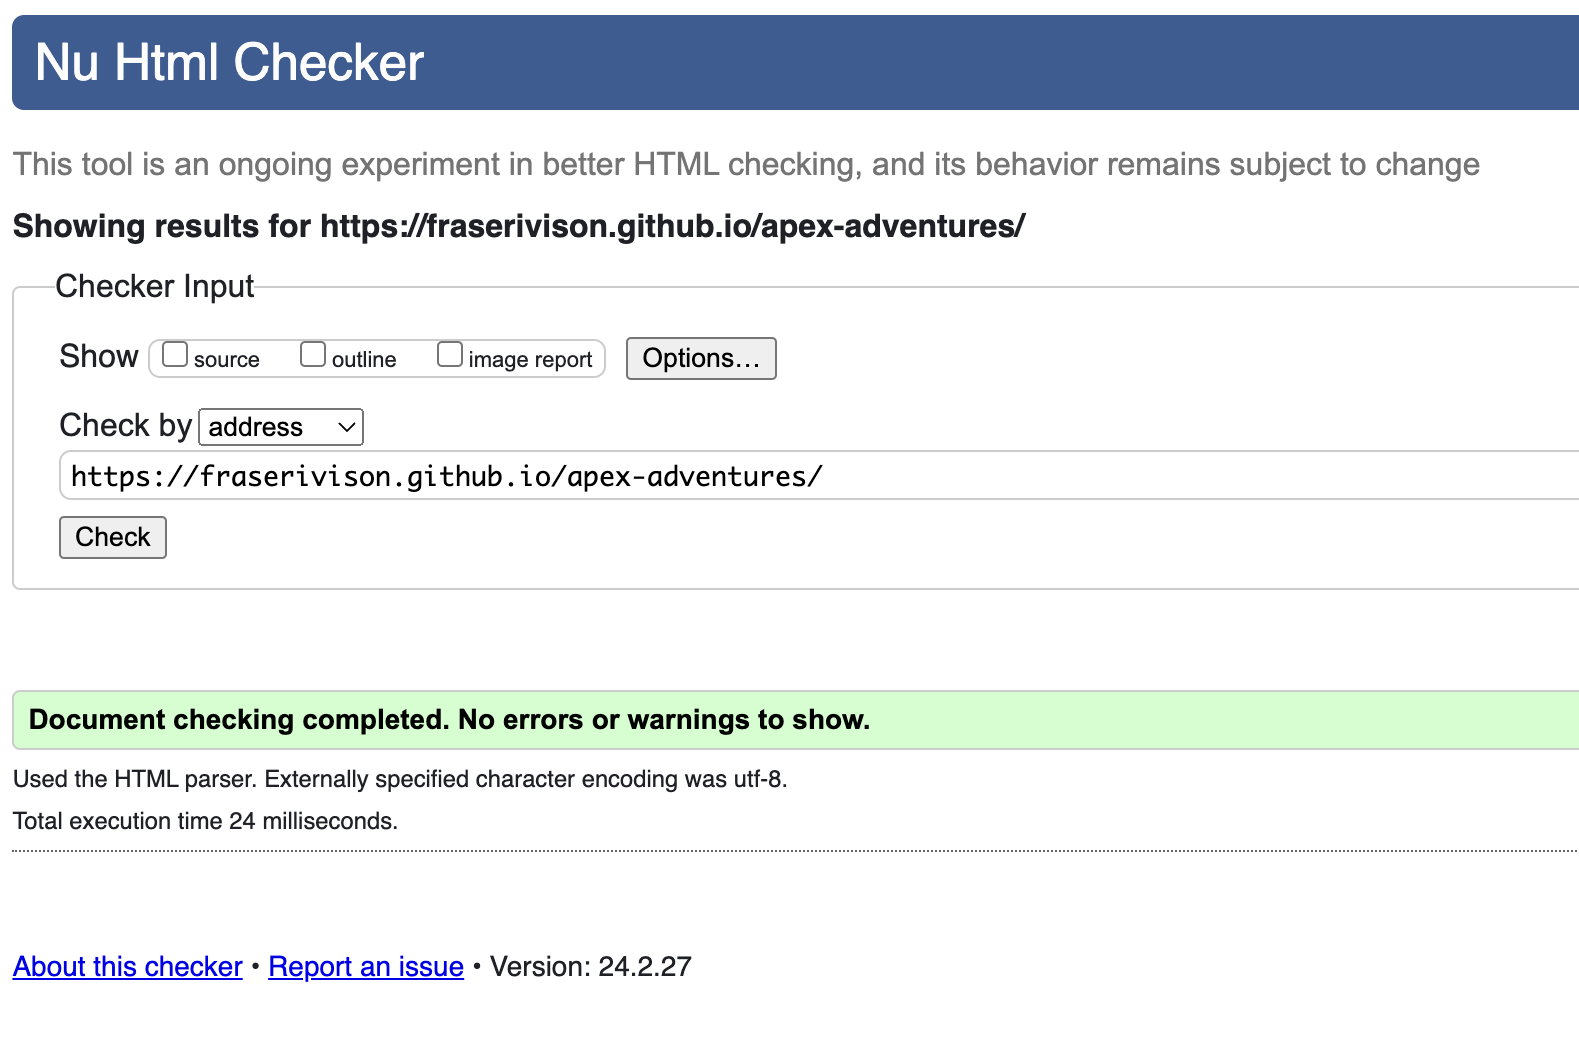 Nu Html Checker
This tool is an ongoing experiment in better HTML checking, and its behavior remains subject to change
Showing results for https://fraserivison.github.io/apex-adventures/
Checker Input
Show source outline image report Options…
Check by address
https://fraserivison.github.io/apex-adventures/
Check
Document checking completed. No errors or warnings to show.
Used the HTML parser. Externally specified character encoding was utf-8.
Total execution time 24 milliseconds.
About this checker • Report an issue • Version: 24.2.27